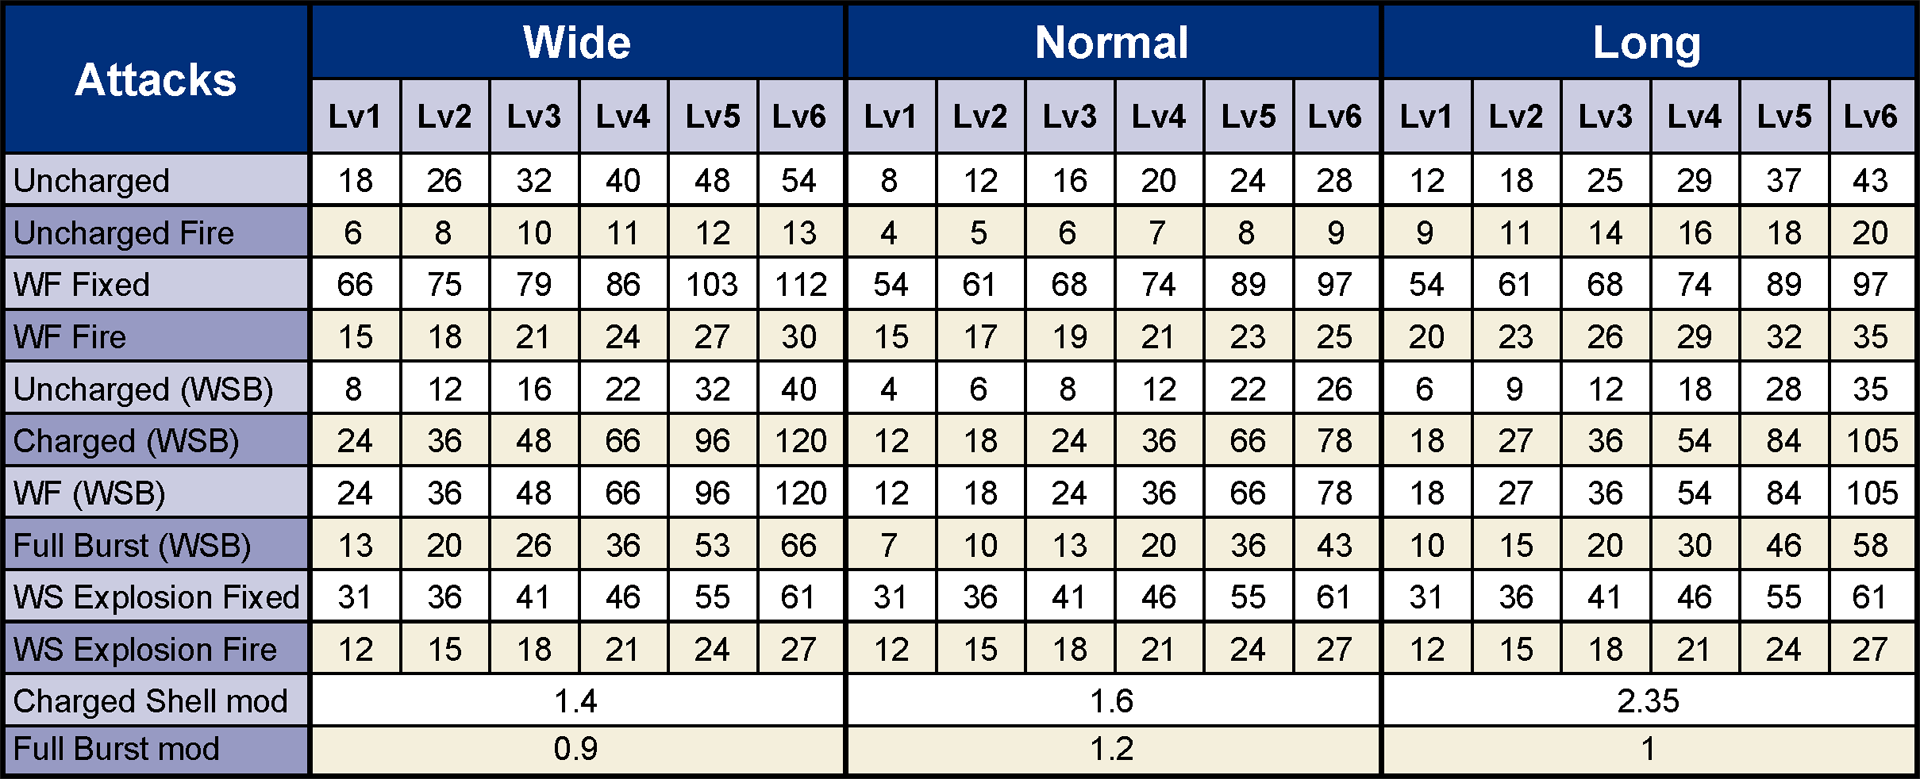 Attacks Wide Normal Long
Lv1 Lv2 Lv3 Lv4 Lv5 Lv6 Lv1 Lv2 Lv3 Lv4 Lv5 Lv6 Lv1 Lv2 Lv3 Lv4 Lv5 Lv6
Uncharged 18 26 32 40 48 54 8 12 16 20 24 28 12 18 25 29 37 43
Uncharged Fire 6 8 10 11 12 13 4 5 6 7 8 9 9 11 14 16 18 20
WF Fixed 66 75 79 86 103 112 54 61 68 74 89 97 54 61 68 74 89 97
WF Fire 15 18 21 24 27 30 15 17 19 21 23 25 20 23 26 29 32 35
Uncharged (WSB) 8 12 16 22 32 40 4 6 8 12 22 26 6 9 12 18 28 35
Charged (WSB) 24 36 48 66 96 120 12 18 24 36 66 78 18 27 36 54 84 105
WF (WSB) 24 36 48 66 96 120 12 18 24 36 66 78 18 27 36 54 84 105
Full Burst (WSB) 13 20 26 36 53 66 7 10 13 20 36 43 10 15 20 30 46 58
WS Explosion Fixed 31 36 41 46 55 61 31 36 41 46 55 61 31 36 41 46 55 61
WS Explosion Fire 12 15 18 21 24 27 12 15 18 21 24 27 12 15 18 21 24 27
Charged Shell mod 1.4 1.6 2.35
Full Burst mod 0.9 1.2 1